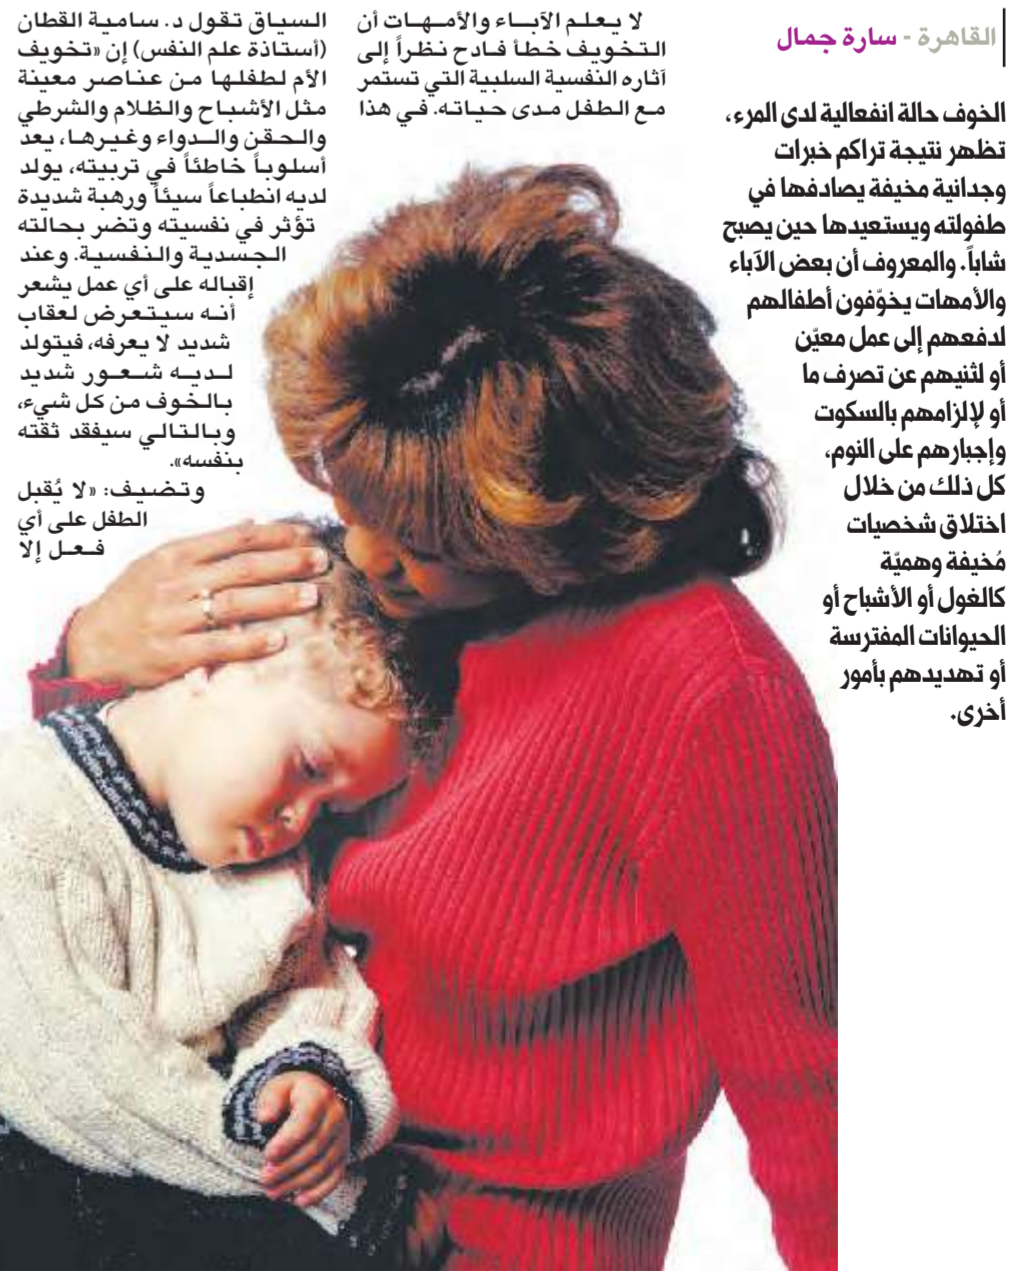 القاهرة - سارة جمال
الخوف حالة انفعالية لدى المرء،
تظهر نتيجة تراكم خبرات
وجدانية مخيفة يصادفها في
طفولته ويستعيدها حين يصبح
شاباً. والمعروف أن بعض الآباء
والأمهات يخوّفون أطفالهم
لدفعهم إلى عمل معيّن
أو لثنيهم عن تصرف ما
أو لإلزامهم بالسكوت
وإجبارهم على النوم،
كل ذلك من خلال
اختلاق شخصيات
مُخيفة وهميّة
كالغول أو الأشباح أو
الحيوانات المفترسة
أو تهديدهم بأمور
أخرى.
لا يعلم الآباء والأمهات أن
التخويف خطأ فادح نظراً إلى
آثاره النفسية السلبية التي تستمر
مع الطفل مدى حياته. في هذا
السياق تقول د. سامية القطان
(أستاذة علم النفس) إن «تخويف
الأم لطفلها من عناصر معينة
مثل الأشباح والظلام والشرطي
والحقن والدواء وغيرها، يعد
أسلوباً خاطئاً في تربيته، يولد
لديه انطباعاً سيئاً ورهبة شديدة
تؤثر في نفسيته وتضر بحالته
الجسدية والنفسية. وعند
إقباله على أي عمل يشعر
أنه سيتعرض لعقاب
شديد لا يعرفه، فيتولد
لديه شعور شديد
بالخوف من كل شيء،
وبالتالي سيفقد ثقته
بنفسه».
وتضيف: «لا يُقبل
الطفل على أي
فعل إلا